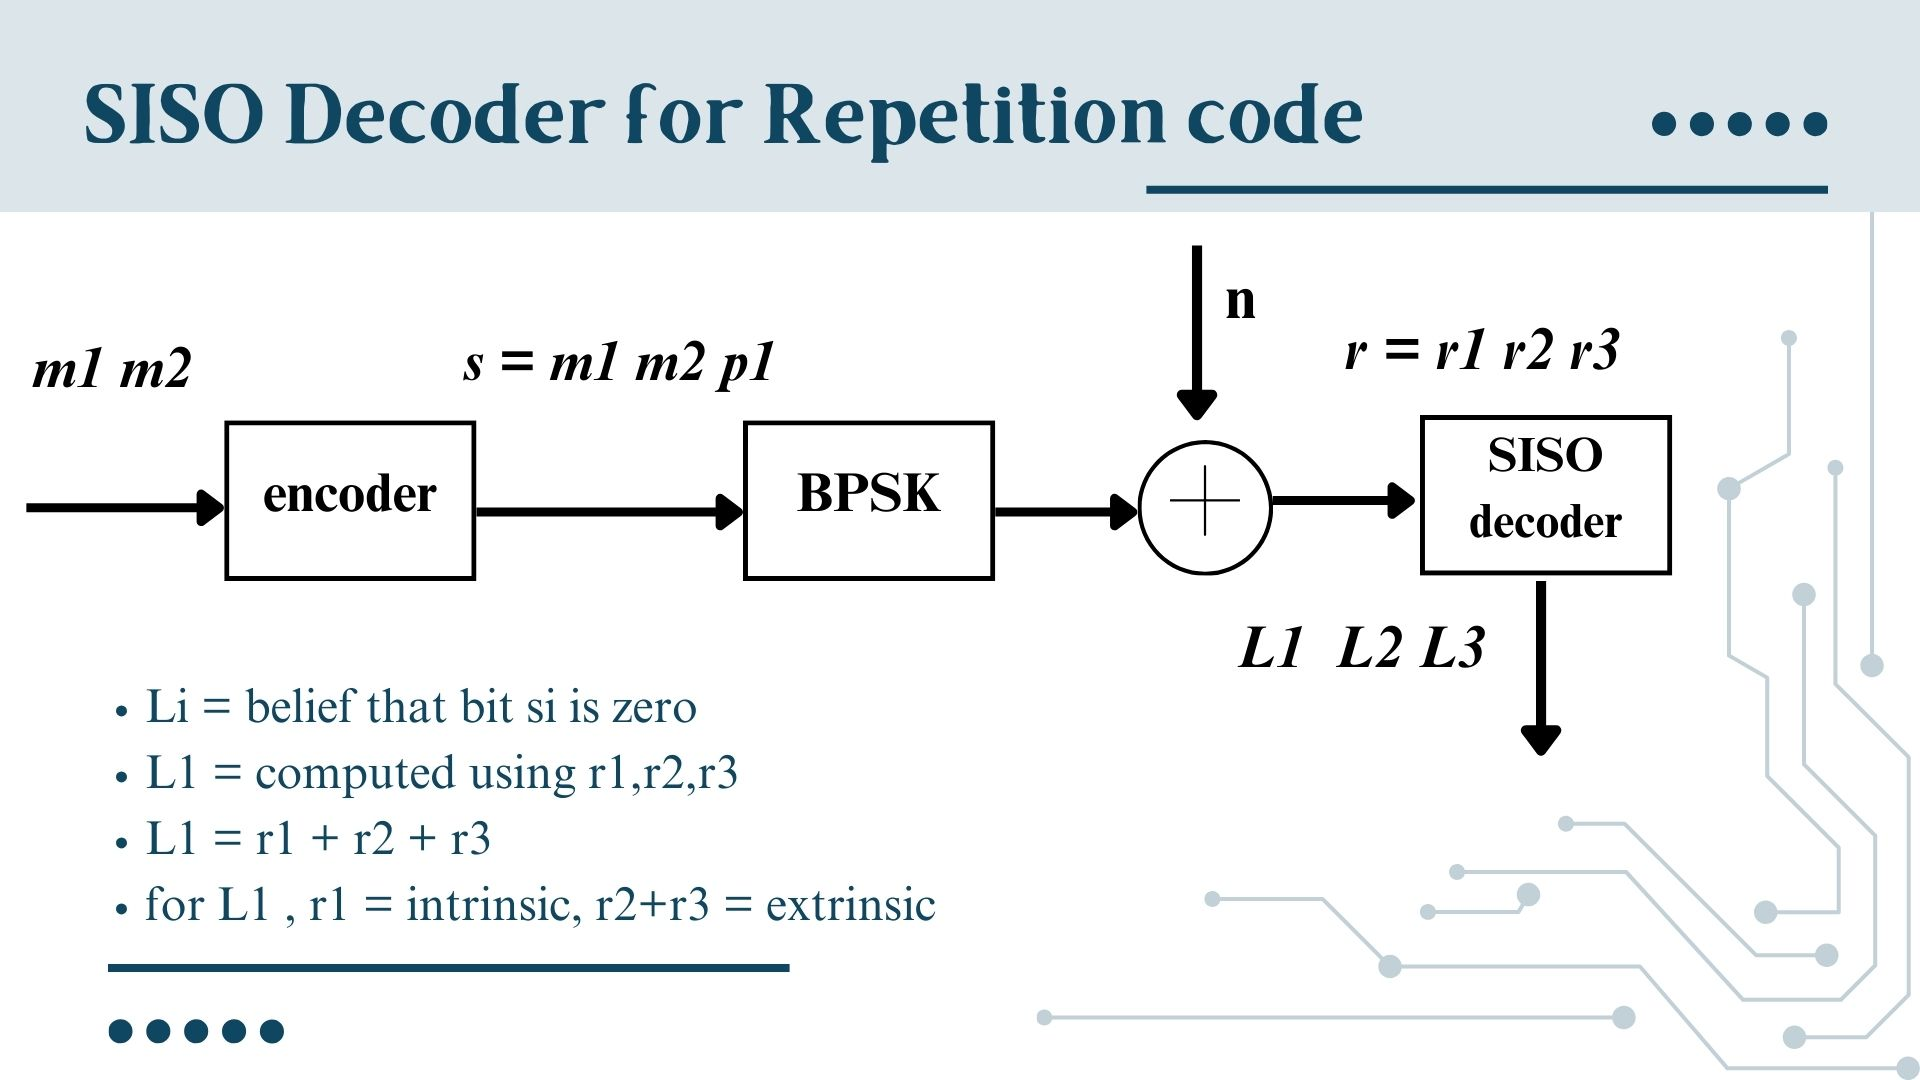 SISO Decoder for Repetition code
n
m1 m2
s = m1 m2 p1
r = r1 r2 r3
encoder
BPSK
SISO
decoder
L1 L2 L3
• Li = belief that bit si is zero
• L1 = computed using r1,r2,r3
• L1 = r1 + r2 + r3
• for L1 , r1 = intrinsic, r2+r3 = extrinsic